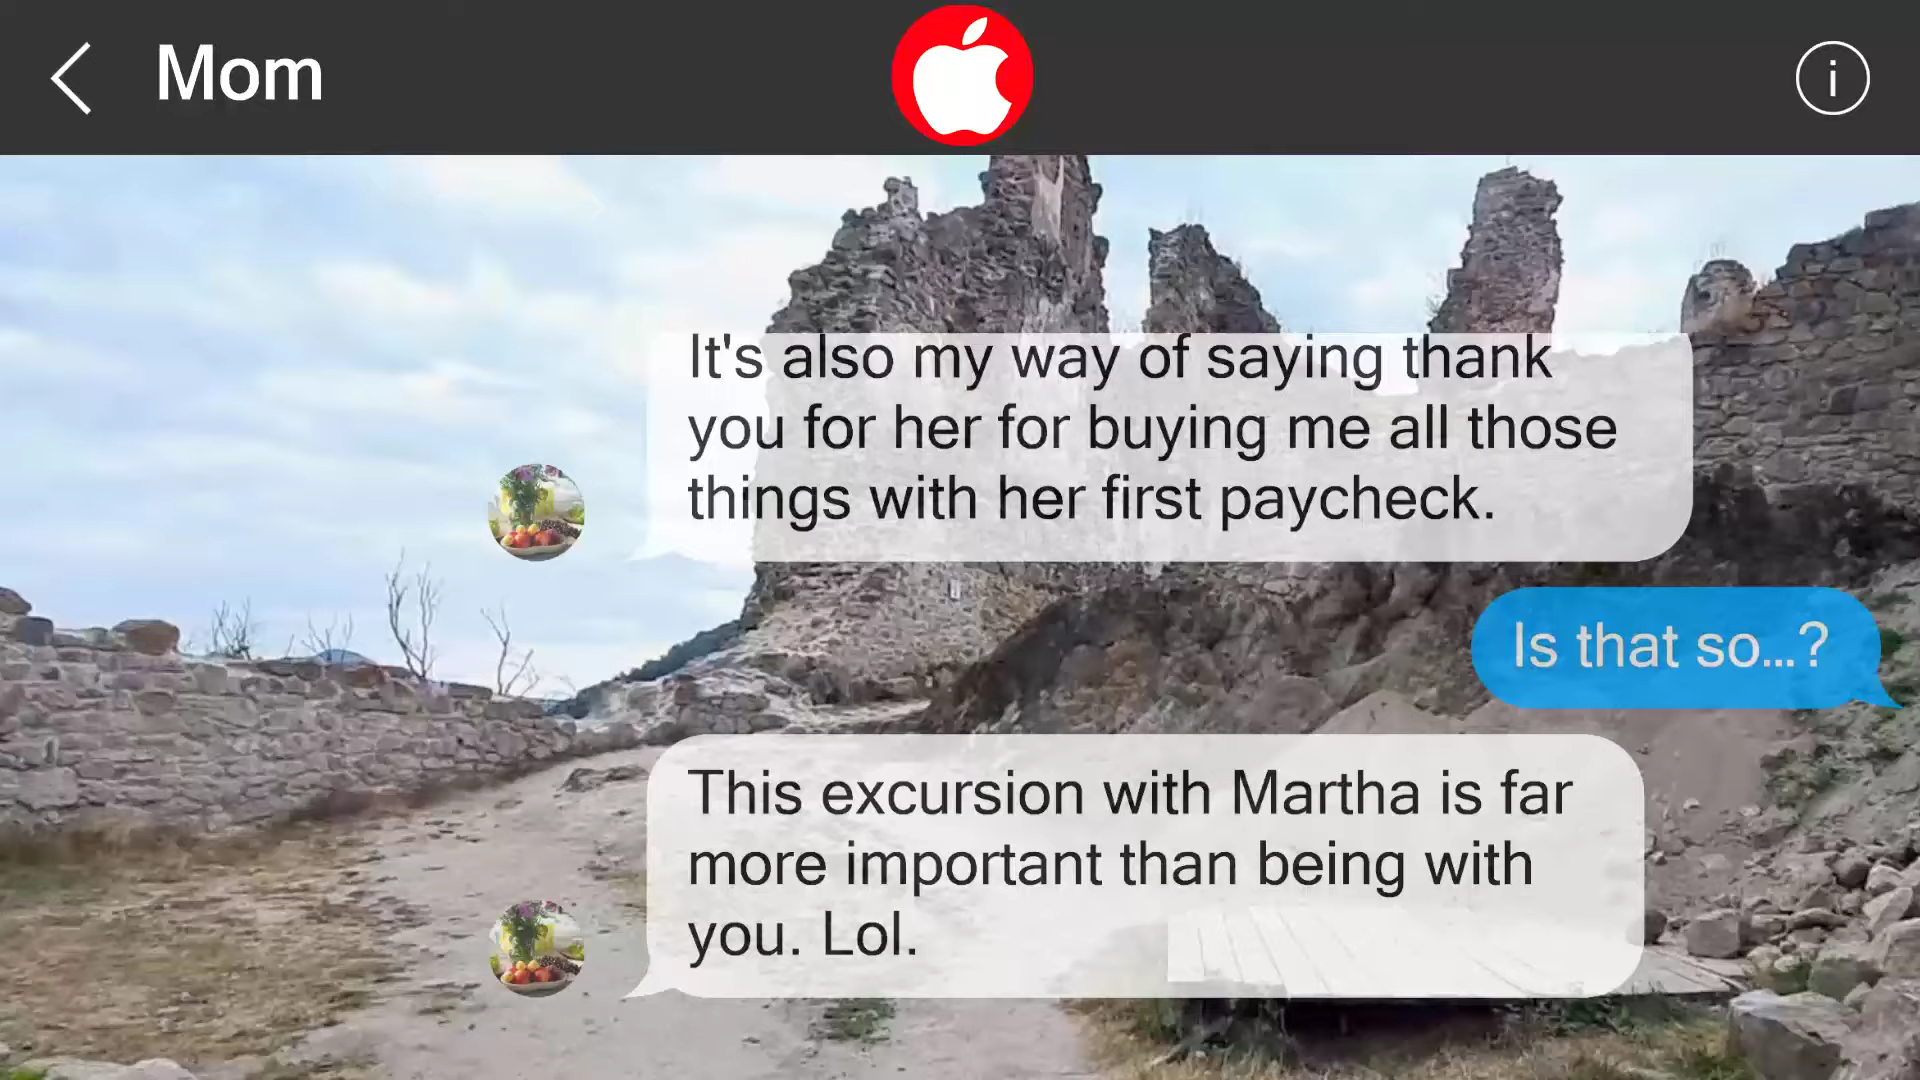 Mom
It's also my way of saying thank
you for her for buying me all those
things with her first paycheck.
Is that so...?
This excursion with Martha is far
more important than being with
you. Lol.